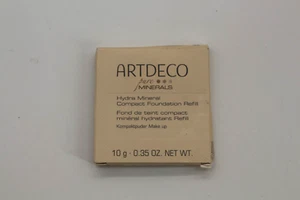 ARTDECO
Pure
MINERALS
Hydra Mineral
Compact Foundation Refill
Fond de teint compact
minéral hydratant Refill
Kompaktpuder Make-up
10 g · 0.35 OZ. NET WT.